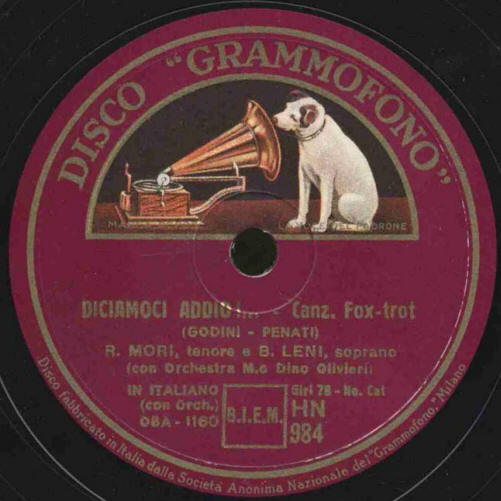 DISCO "GRAMMOFONO"
LA VOCE DEL PADRONE
DICIAMOCI ADDIO!... - Canz. Fox-trot
(GODINI - PENATI)
R. MORI, tenore e B. LENI, soprano
(con Orchestra M.o Dino Olivieri)
IN ITALIANO
(con Orch.)
OBA - 1160
B.I.E.M.
Giri 78 - No. Cat
HN
984
Disco fabbricato in Italia dalla Società Anonima Nazionale del "Grammofono," Milano